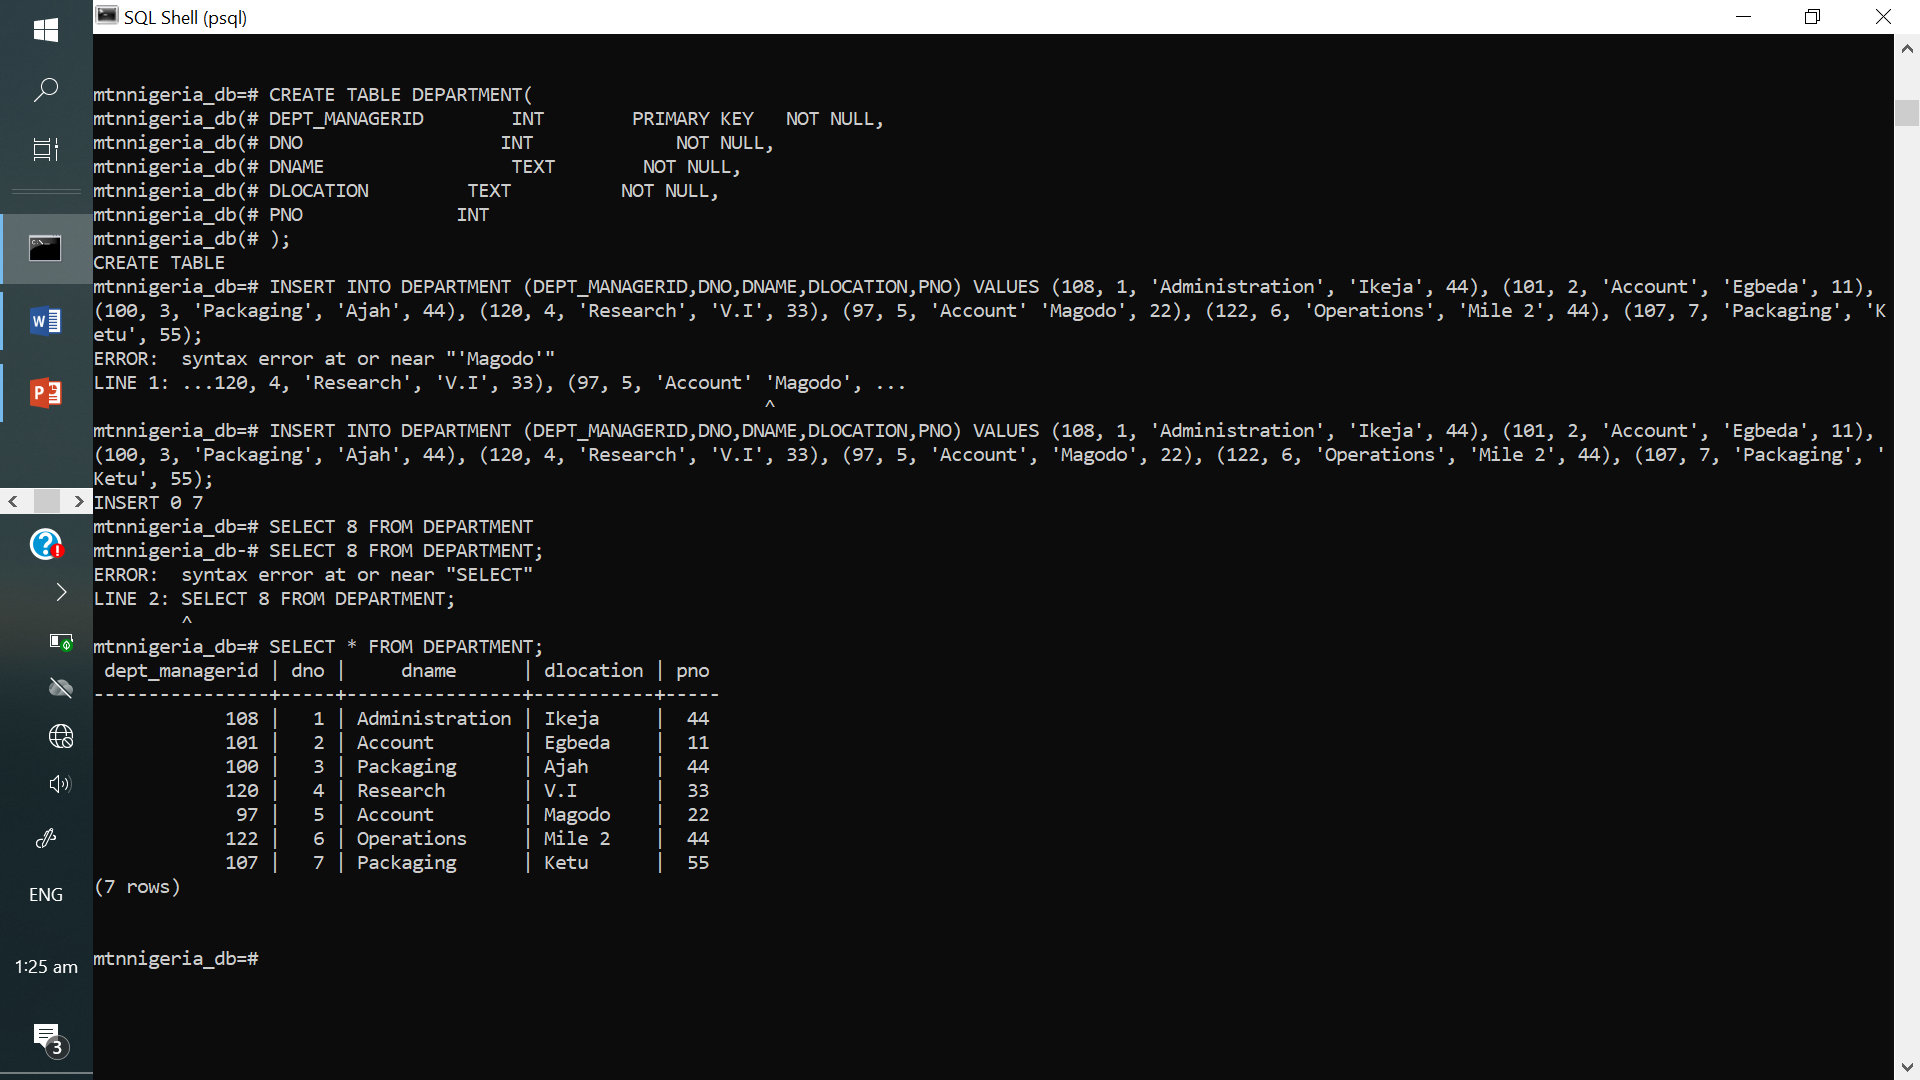 SQL Shell (psql)
mtnnigeria_db=# CREATE TABLE DEPARTMENT(
mtnnigeria_db(# DEPT_MANAGERID        INT        PRIMARY KEY   NOT NULL,
mtnnigeria_db(# DNO                  INT             NOT NULL,
mtnnigeria_db(# DNAME                 TEXT        NOT NULL,
mtnnigeria_db(# DLOCATION         TEXT          NOT NULL,
mtnnigeria_db(# PNO              INT
mtnnigeria_db(# );
CREATE TABLE
mtnnigeria_db=# INSERT INTO DEPARTMENT (DEPT_MANAGERID,DNO,DNAME,DLOCATION,PNO) VALUES (108, 1, 'Administration', 'Ikeja', 44), (101, 2, 'Account', 'Egbeda', 11),
(100, 3, 'Packaging', 'Ajah', 44), (120, 4, 'Research', 'V.I', 33), (97, 5, 'Account' 'Magodo', 22), (122, 6, 'Operations', 'Mile 2', 44), (107, 7, 'Packaging', 'K
etu', 55);
ERROR:  syntax error at or near "'Magodo'"
LINE 1: ...120, 4, 'Research', 'V.I', 33), (97, 5, 'Account' 'Magodo', ...
^
mtnnigeria_db=# INSERT INTO DEPARTMENT (DEPT_MANAGERID,DNO,DNAME,DLOCATION,PNO) VALUES (108, 1, 'Administration', 'Ikeja', 44), (101, 2, 'Account', 'Egbeda', 11),
(100, 3, 'Packaging', 'Ajah', 44), (120, 4, 'Research', 'V.I', 33), (97, 5, 'Account', 'Magodo', 22), (122, 6, 'Operations', 'Mile 2', 44), (107, 7, 'Packaging', '
Ketu', 55);
INSERT 0 7
mtnnigeria_db=# SELECT 8 FROM DEPARTMENT
mtnnigeria_db-# SELECT 8 FROM DEPARTMENT;
ERROR:  syntax error at or near "SELECT"
LINE 2: SELECT 8 FROM DEPARTMENT;
^
mtnnigeria_db=# SELECT * FROM DEPARTMENT;
 dept_managerid | dno |     dname      | dlocation | pno
----------------+-----+----------------+-----------+-----
            108 |   1 | Administration | Ikeja     |  44
            101 |   2 | Account        | Egbeda    |  11
            100 |   3 | Packaging      | Ajah      |  44
            120 |   4 | Research       | V.I       |  33
             97 |   5 | Account        | Magodo    |  22
            122 |   6 | Operations     | Mile 2    |  44
            107 |   7 | Packaging      | Ketu      |  55
(7 rows)
mtnnigeria_db=#
ENG
1:25 am
3